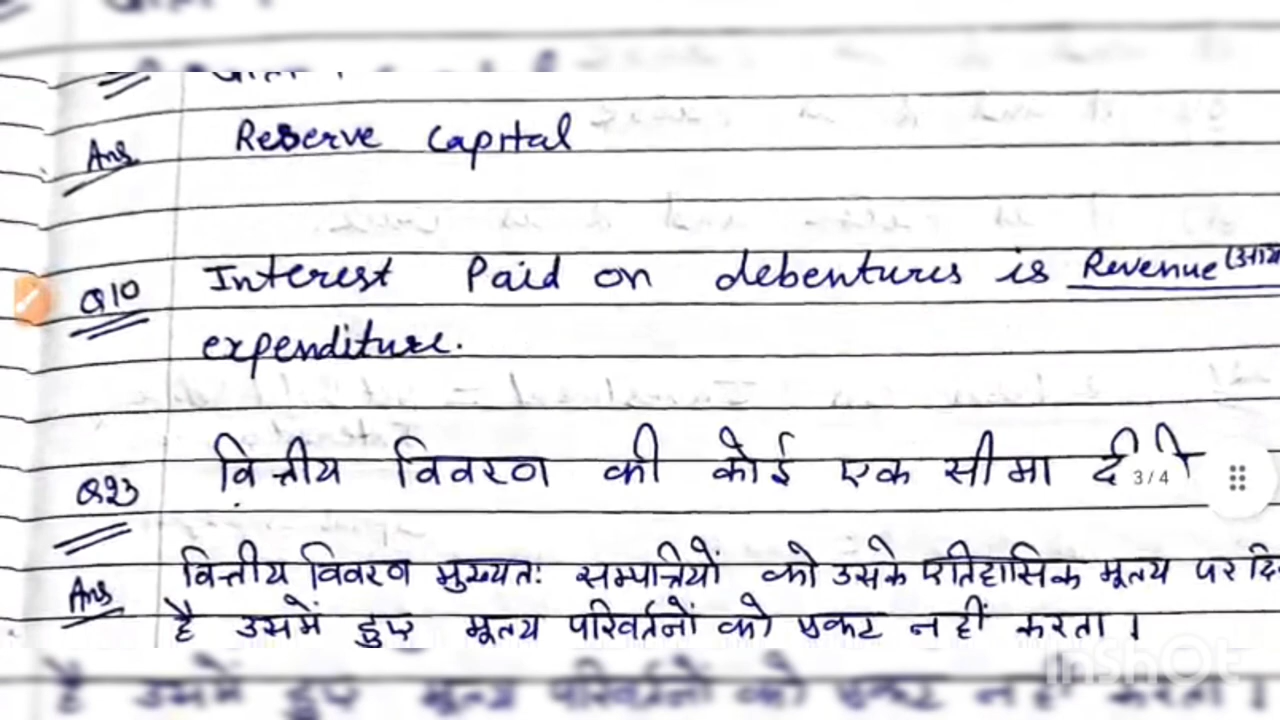 Ans Reserve Capital
Q10 Interest Paid on debentures is Revenue
expenditure.
Q23 वित्तीय विवरण की कोई एक सीमा दीजि
3/4
Ans वित्तीय विवरण मुख्यतः सम्पत्तियों को उसके ऐतिहासिक मूल्य पर
है उसमें हुए मूल्य परिवर्तनों को प्रकट नहीं करता।
InShOt